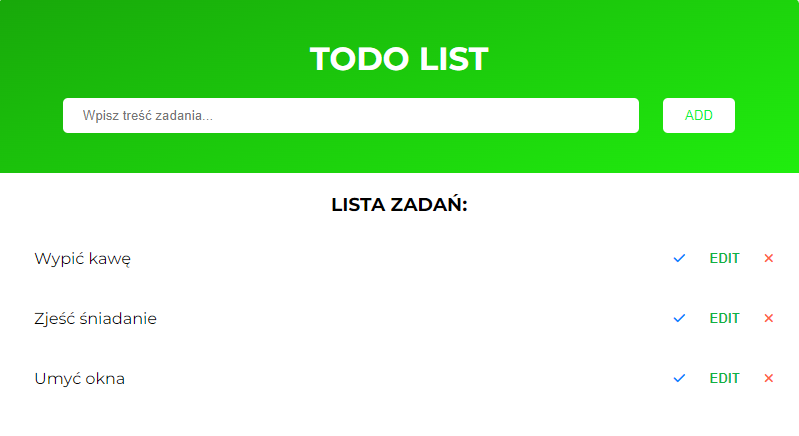 TODO LIST
Wpisz treść zadania...
ADD
LISTA ZADAŃ:
Wypić kawę EDIT
Zjeść śniadanie EDIT
Umyć okna EDIT